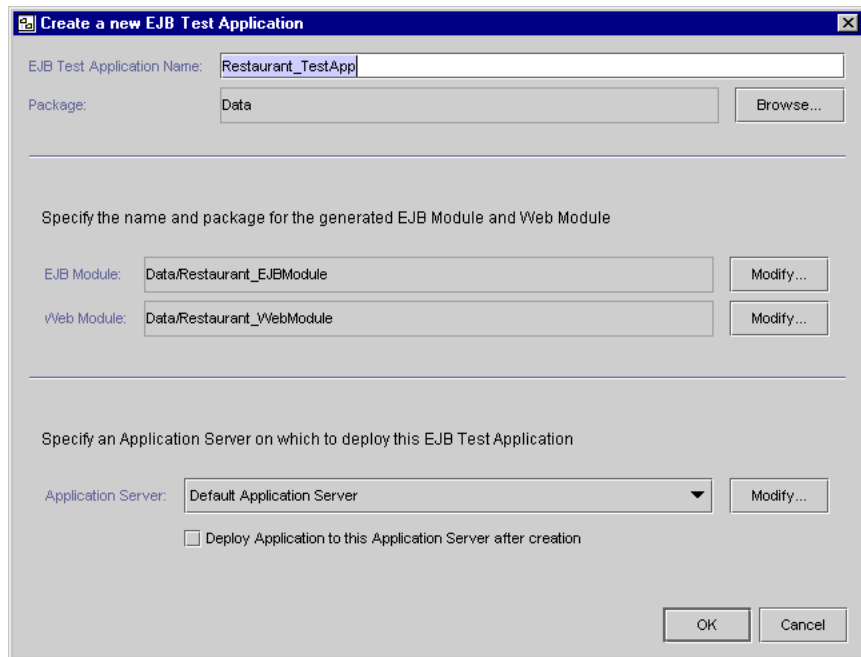 Create a new EJB Test Application
EJB Test Application Name: Restaurant_TestApp
Package: Data Browse...
Specify the name and package for the generated EJB Module and Web Module
EJB Module: Data/Restaurant_EJBModule Modify...
Web Module: Data/Restaurant_WebModule Modify...
Specify an Application Server on which to deploy this EJB Test Application
Application Server: Default Application Server Modify...
Deploy Application to this Application Server after creation
OK Cancel